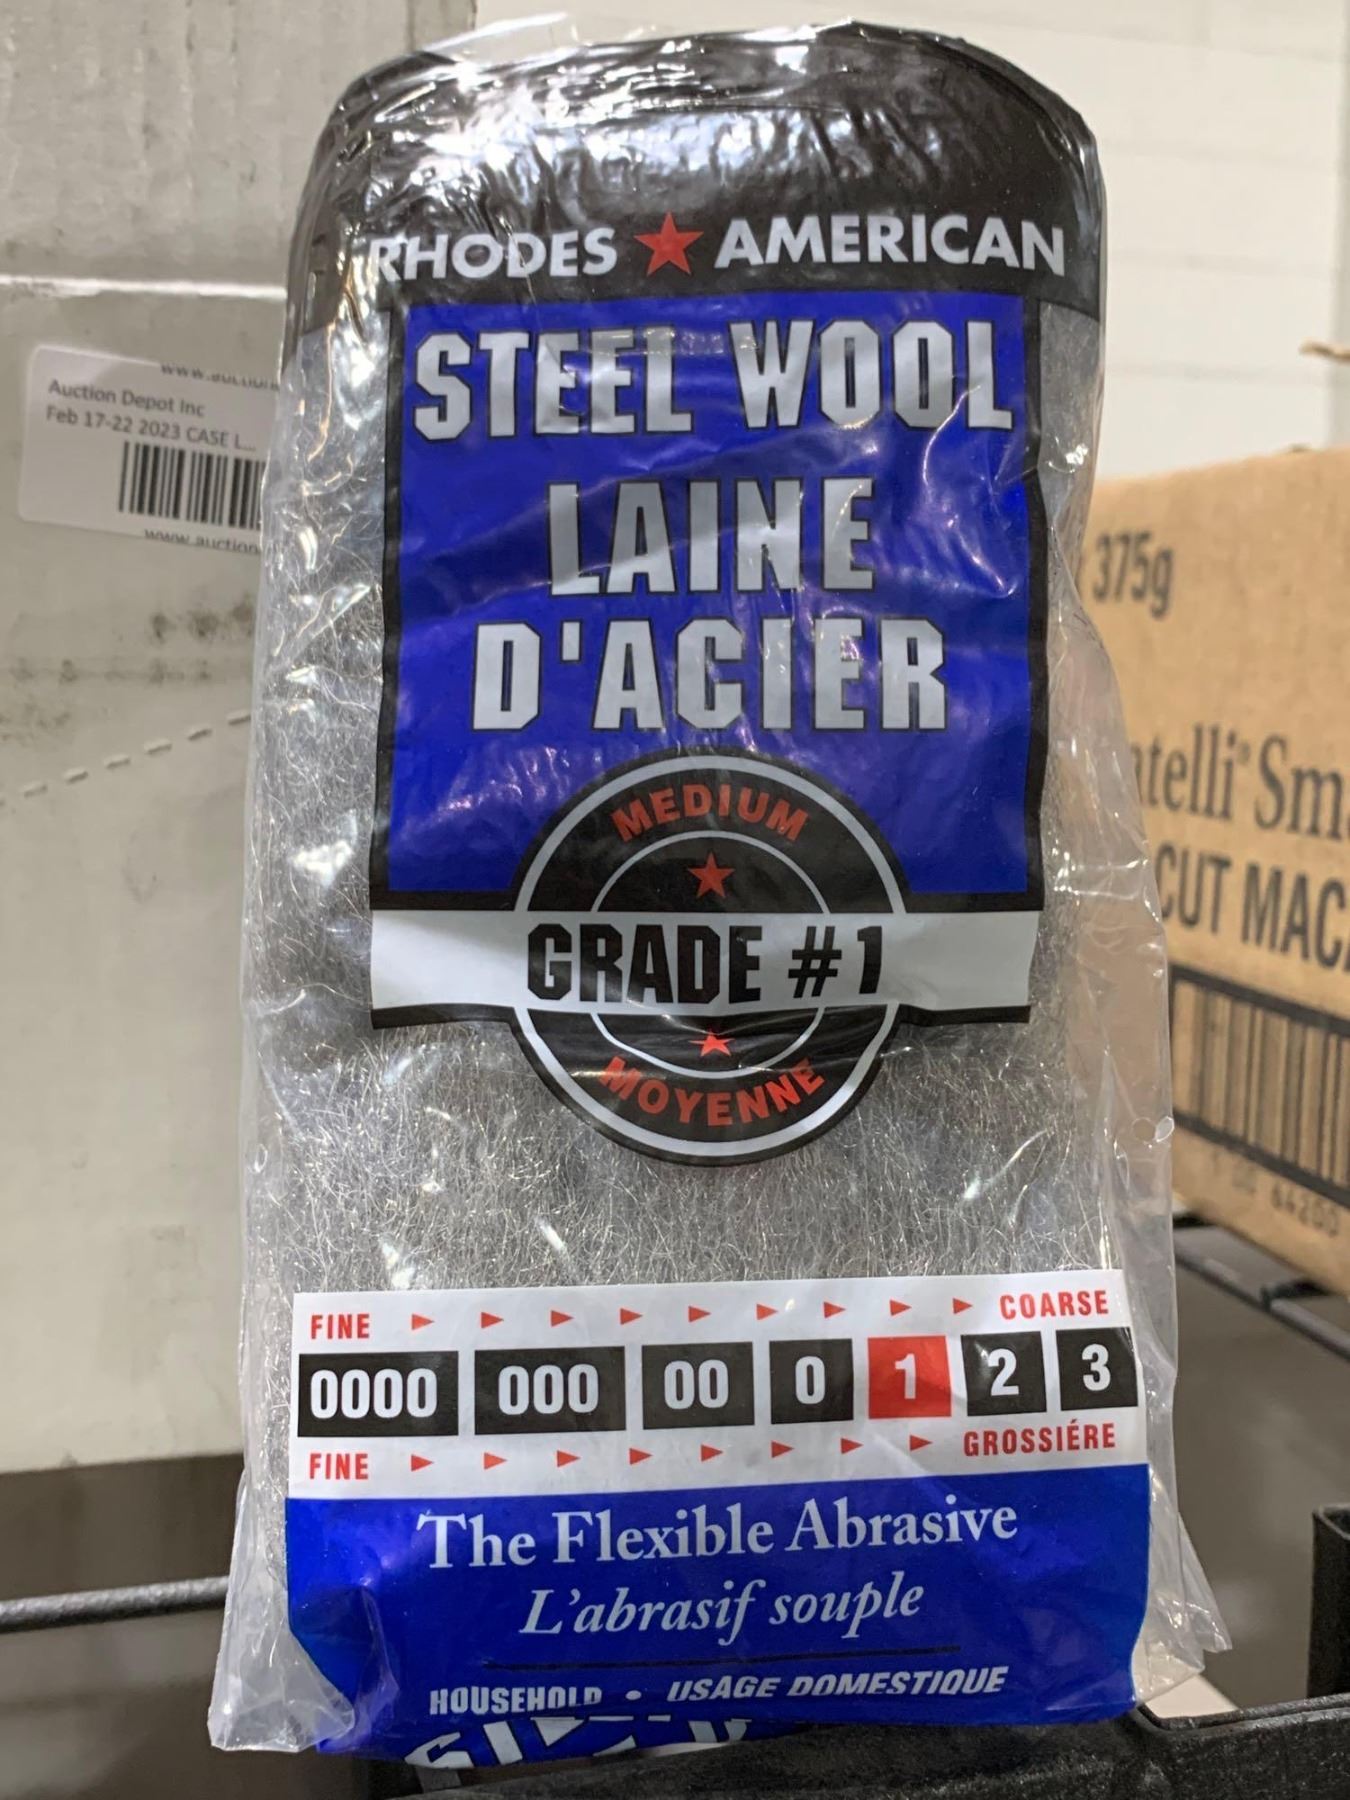 RHODES ★ AMERICAN
STEEL WOOL
LAINE
D'ACIER
MEDIUM
GRADE #1
MOYENNE
FINE COARSE
0000 000 00 0 1 2 3
FINE GROSSIÉRE
The Flexible Abrasive
L'abrasif souple
HOUSEHOLD • USAGE DOMESTIQUE
Auction Depot Inc
Feb 17-22 2023 CASE L...
375g
CUT